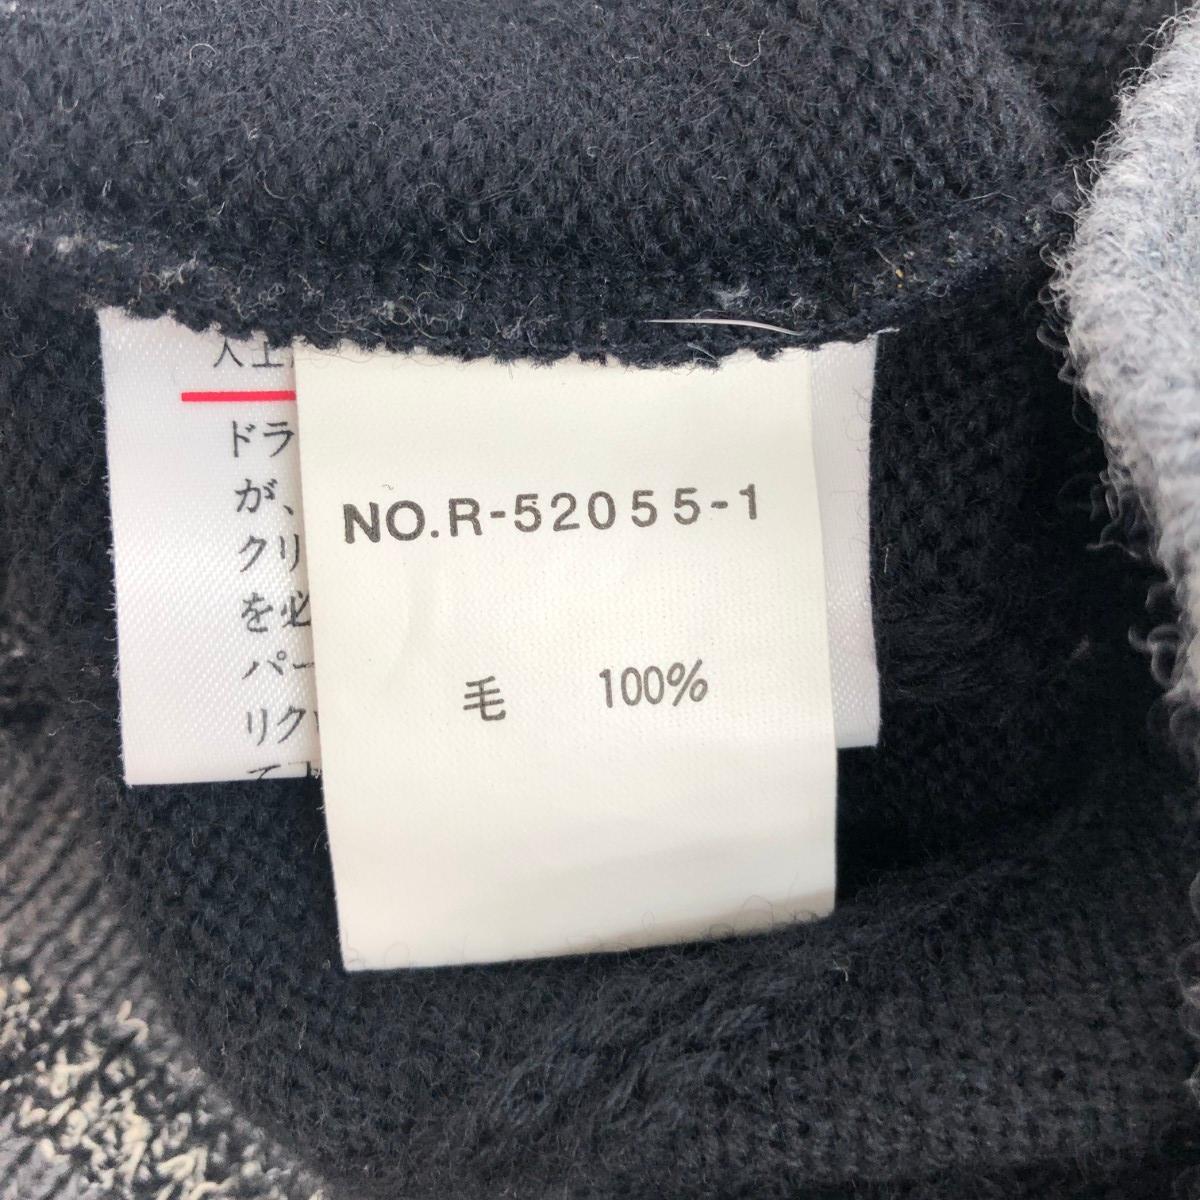 ドラ
が、
クリ
を必
パー
リク
NO.R-52055-1
毛 100%